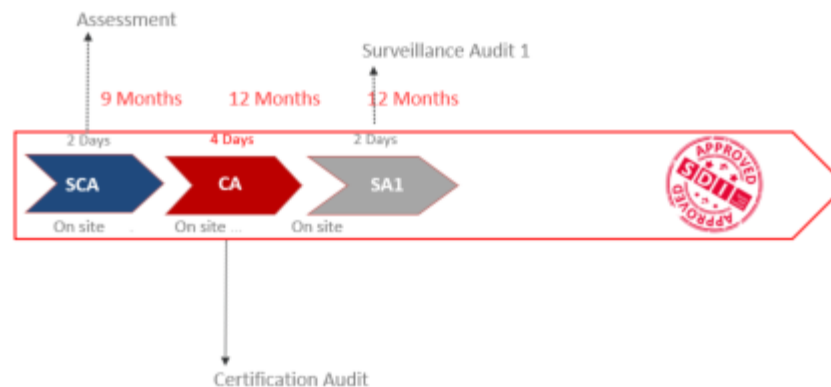 Assessment
Surveillance Audit 1
9 Months
12 Months
12 Months
2 Days
4 Days
2 Days
SCA
CA
SA1
On site
On site ...
On site
APPROVED
SDI
APPROVED
Certification Audit